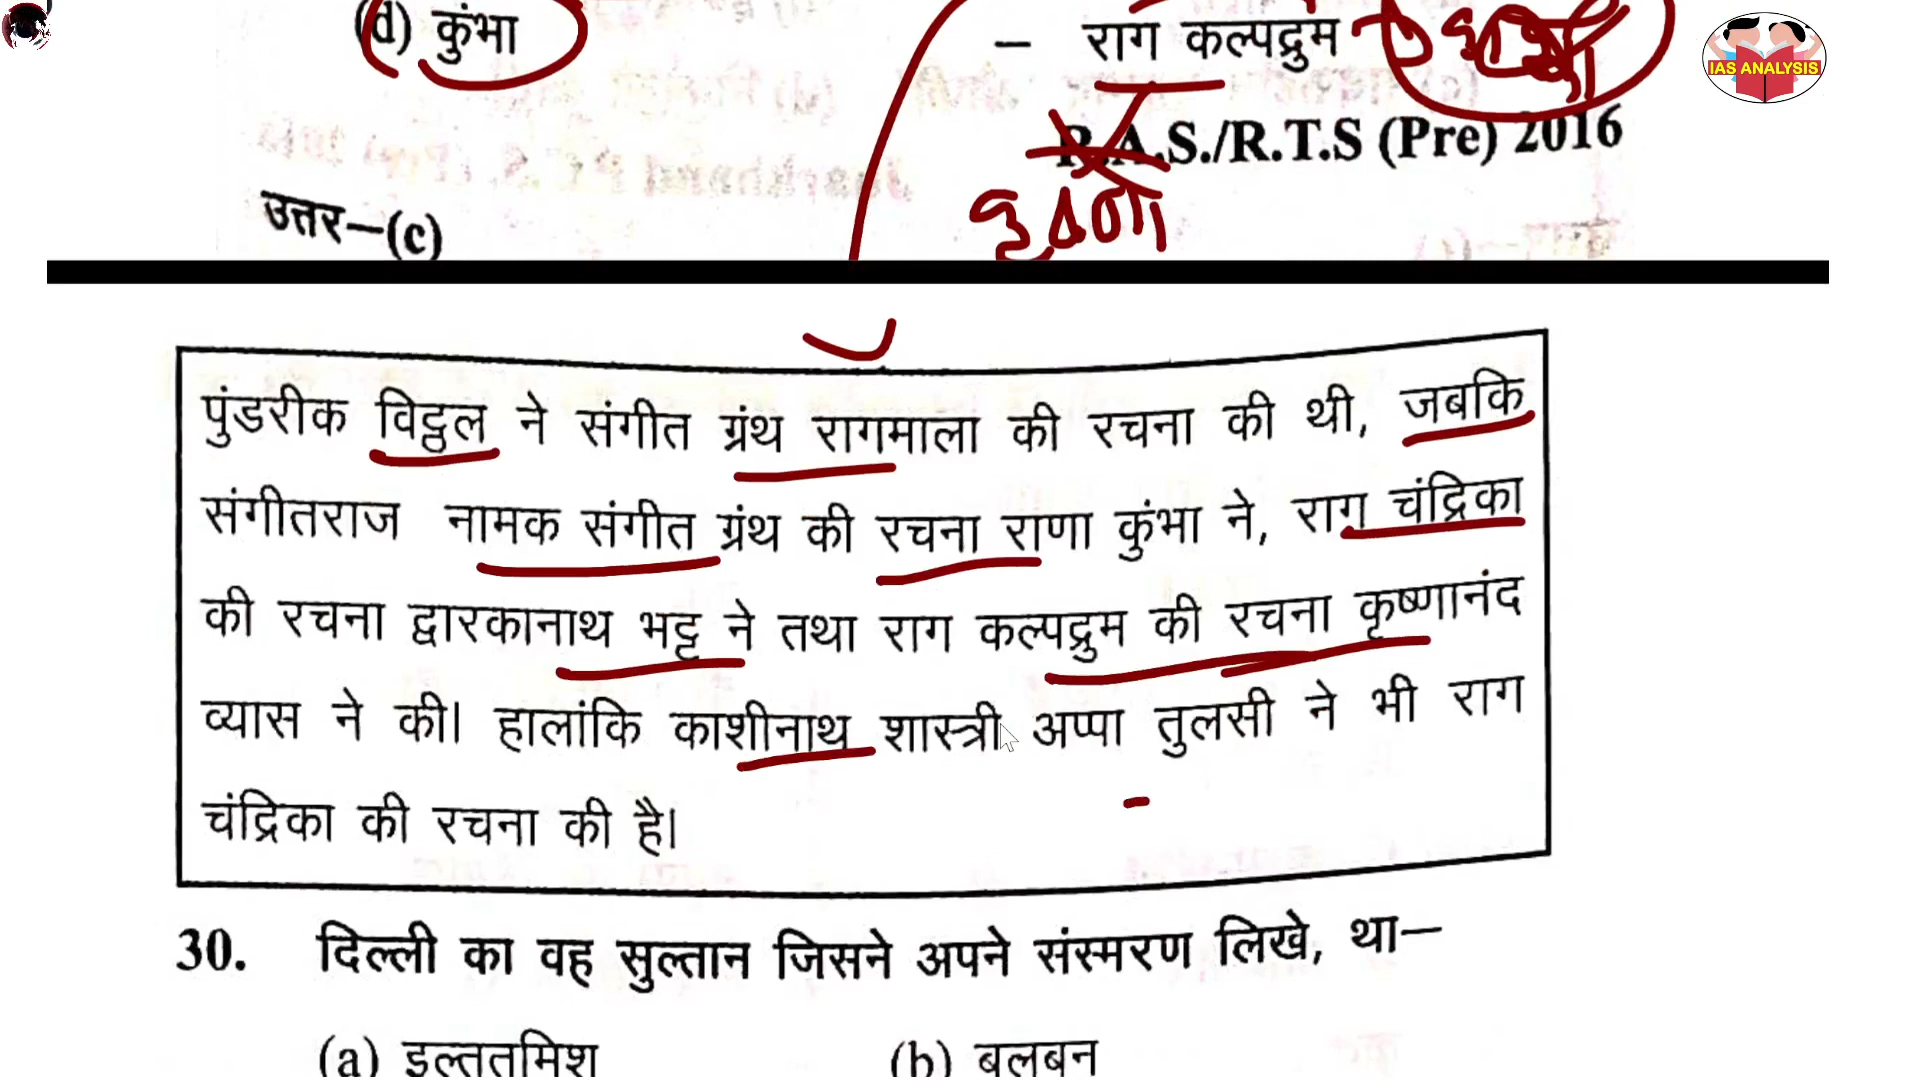 (d) कुंभा
– राग कल्पद्रुम
IAS ANALYSIS
R.A.S./R.T.S (Pre) 2016
उत्तर–(c)
पुंडरीक विट्ठल ने संगीत ग्रंथ रागमाला की रचना की थी, जबकि
संगीतराज नामक संगीत ग्रंथ की रचना राणा कुंभा ने, राग चंद्रिका
की रचना द्वारकानाथ भट्ट ने तथा राग कल्पद्रुम की रचना कृष्णानंद
व्यास ने की। हालांकि काशीनाथ शास्त्री अप्पा तुलसी ने भी राग
चंद्रिका की रचना की है।
30. दिल्ली का वह सुल्तान जिसने अपने संस्मरण लिखे, था–
(a) इल्तुतमिश (b) बलबन